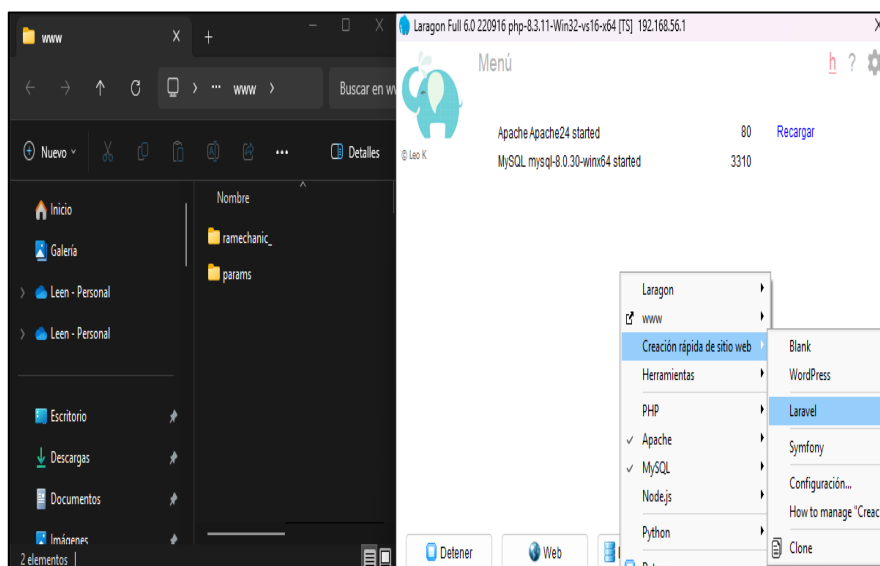 www
Buscar en w
Nuevo
Detalles
Inicio
Galería
Leen - Personal
Leen - Personal
Escritorio
Descargas
Documentos
Imágenes
Nombre
ramechanic_
params
2 elementos
Laragon Full 6.0 220916 php-8.3.11-Win32-vs16-x64 [TS] 192.168.56.1
Menú
h ?
© Leo K
Apache Apache24 started 80 Recargar
MySQL mysql-8.0.30-winx64 started 3310
Laragon
www
Creación rápida de sitio web
Herramientas
PHP
Apache
MySQL
Node.js
Python
Blank
WordPress
Laravel
Symfony
Configuración...
How to manage "Creac
Clone
Detener
Web